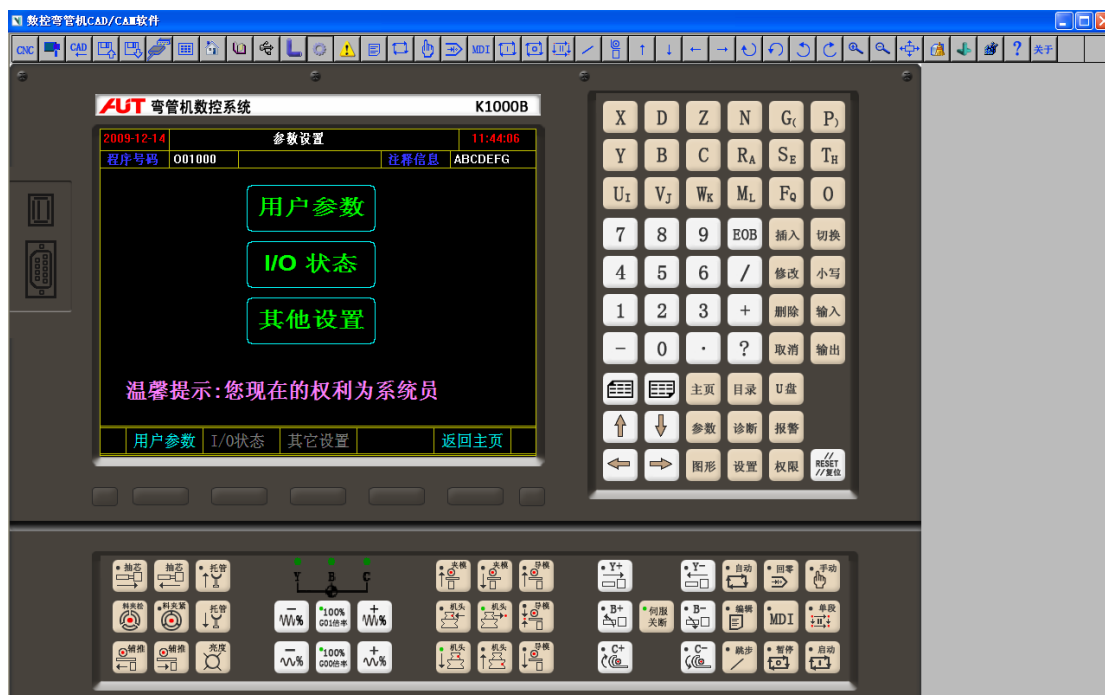 数控弯管机CAD/CAM软件
CNC CAD MDI ? 关于
AUT 弯管机数控系统 K1000B
2009-12-14 参数设置 11:44:06
程序号码 O01000 注释信息 ABCDEFG
用户参数
I/O 状态
其他设置
温馨提示:您现在的权利为系统员
用户参数 I/O状态 其它设置 返回主页
X D Z N G( P)
Y B C RA SE TH
UI VJ WK ML FQ O
7 8 9 EOB 插入 切换
4 5 6 / 修改 小写
1 2 3 + 删除 输入
- 0 · ? 取消 输出
主页 目录 U盘
参数 诊断 报警
图形 设置 权限 // RESET //复位
抽芯 抽芯 托管 Y B C 夹模 夹模 导模 Y+ Y- 自动 回零 手动
料夹松 料夹紧 托管 - % 100% G01倍率 + % 机头 机头 导模 B+ 伺服关断 B- 编辑 MDI 单段
辅推 辅推 亮度 - % 100% G00倍率 + % 机头 机头 导模 C+ C- 跳步 暂停 启动